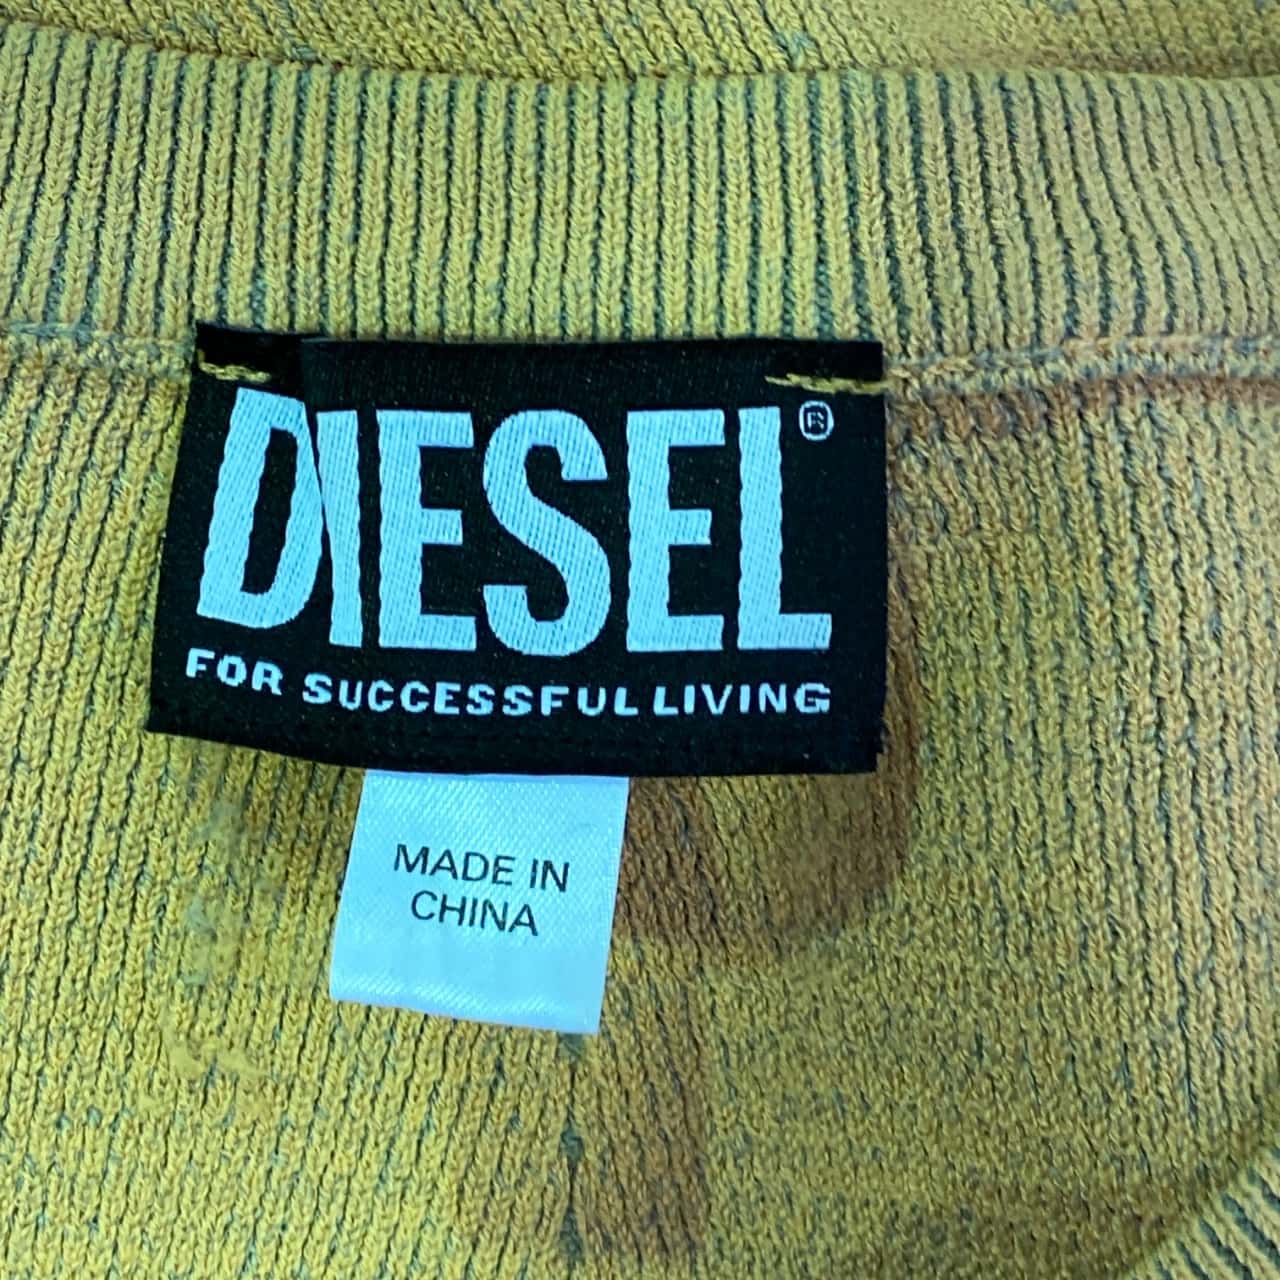 DIESEL®
FOR SUCCESSFUL LIVING
MADE IN
CHINA